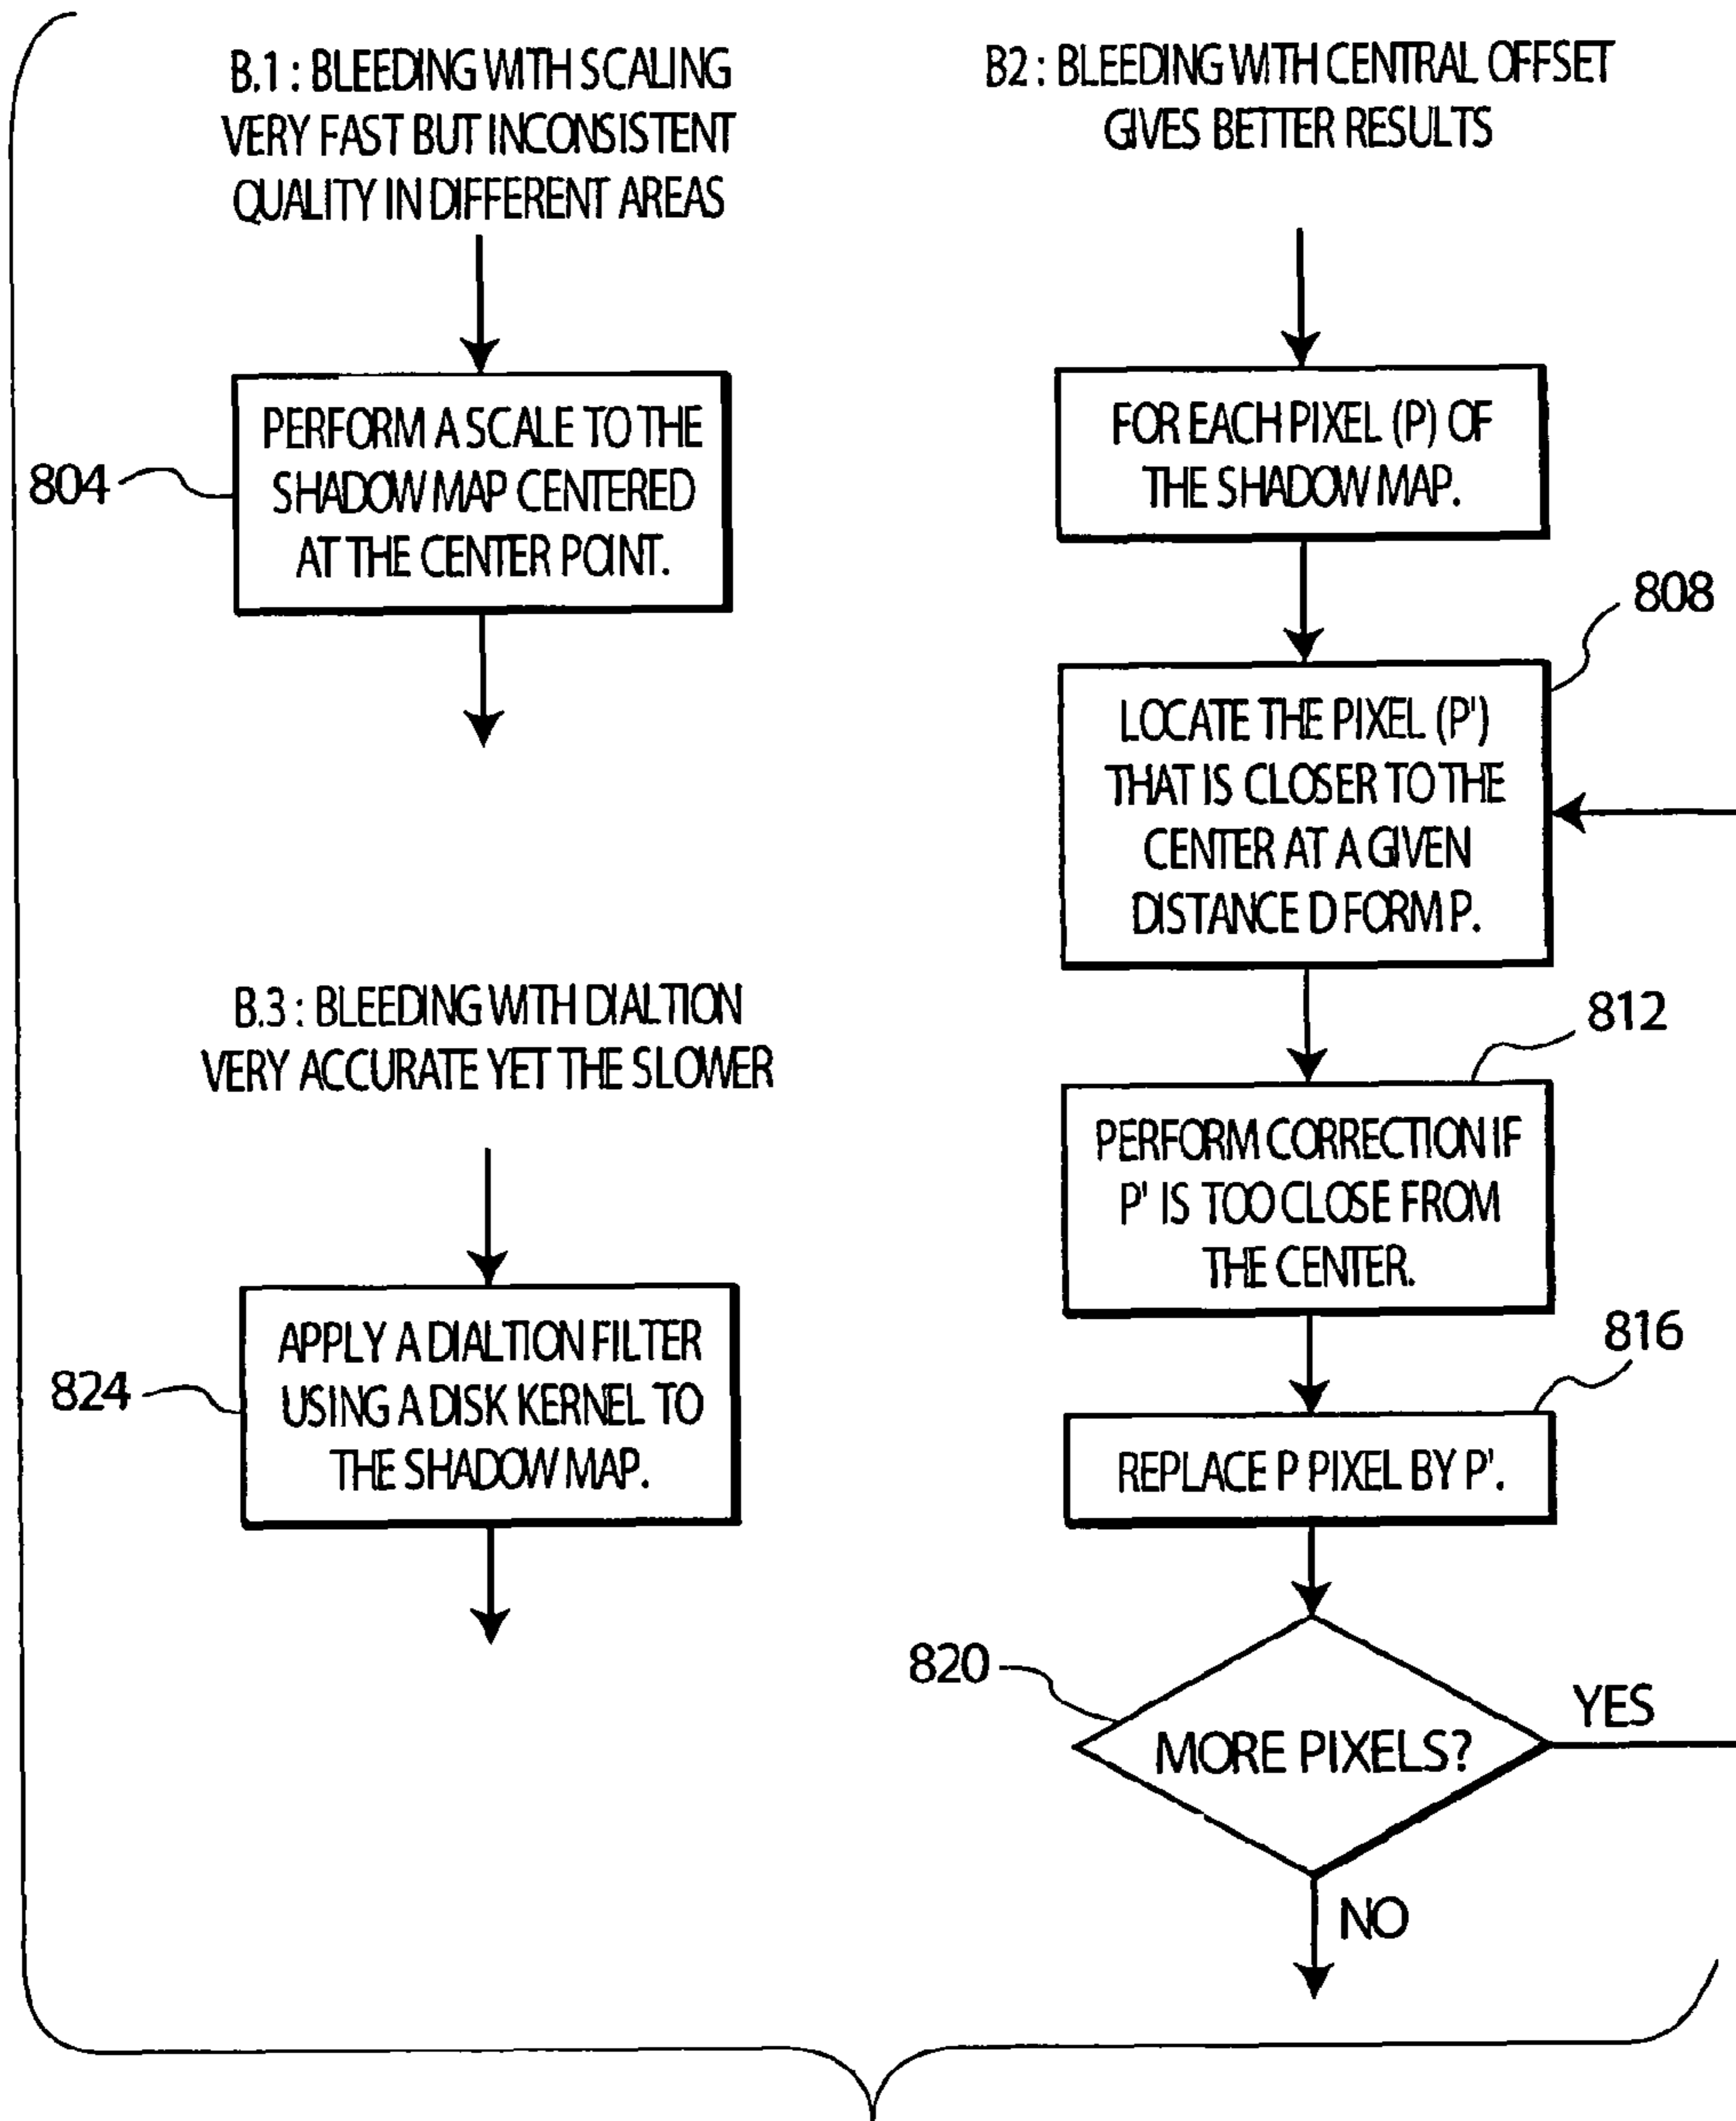 B.1 : BLEEDING WITH SCALING
VERY FAST BUT INCONSISTENT
QUALITY IN DIFFERENT AREAS
804
PERFORM A SCALE TO THE
SHADOW MAP CENTERED
AT THE CENTER POINT.
B2 : BLEEDING WITH CENTRAL OFFSET
GIVES BETTER RESULTS
FOR EACH PIXEL (P) OF
THE SHADOW MAP.
808
LOCATE THE PIXEL (P')
THAT IS CLOSER TO THE
CENTER AT A GIVEN
DISTANCE D FORM P.
812
PERFORM CORRECTION IF
P' IS TOO CLOSE FROM
THE CENTER.
816
REPLACE P PIXEL BY P'.
820
MORE PIXELS?
YES
NO
B.3 : BLEEDING WITH DIALTION
VERY ACCURATE YET THE SLOWER
824
APPLY A DIALTION FILTER
USING A DISK KERNEL TO
THE SHADOW MAP.